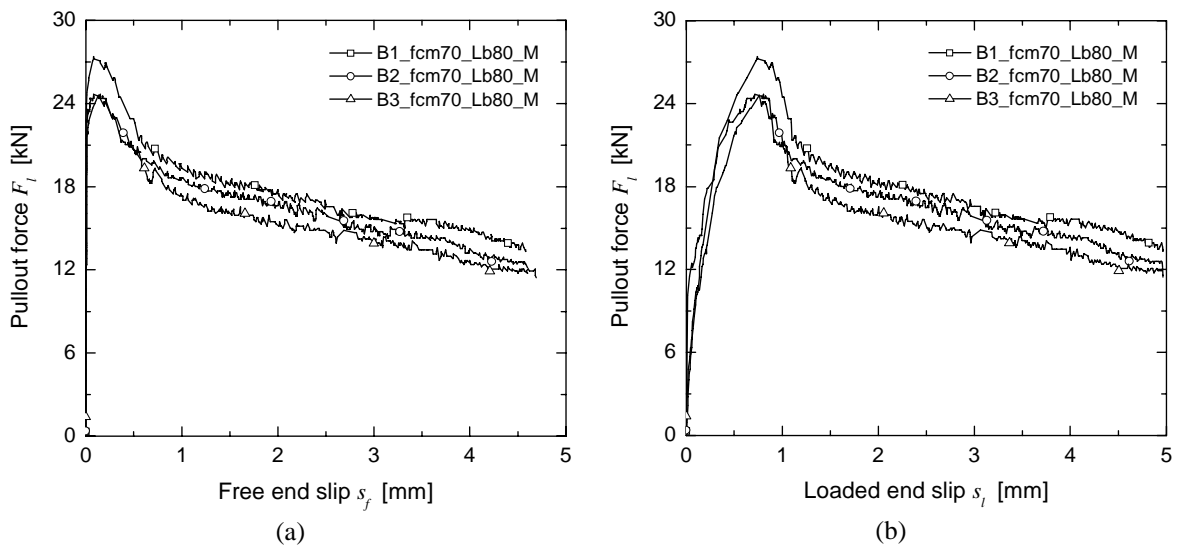 30
24
18
12
6
0
Pullout force F_l [kN]
B1_fcm70_Lb80_M
B2_fcm70_Lb80_M
B3_fcm70_Lb80_M
0 1 2 3 4 5
Free end slip s_f [mm]
(a)
30
24
18
12
6
0
Pullout force F_l [kN]
B1_fcm70_Lb80_M
B2_fcm70_Lb80_M
B3_fcm70_Lb80_M
0 1 2 3 4 5
Loaded end slip s_l [mm]
(b)